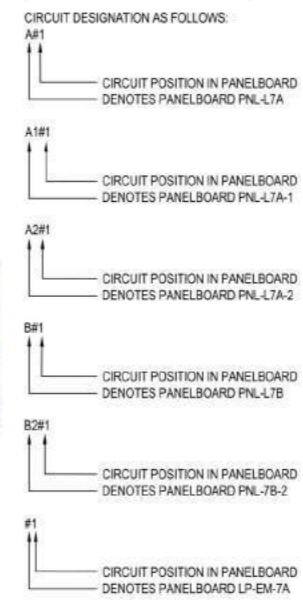 CIRCUIT DESIGNATION AS FOLLOWS:
A#1
CIRCUIT POSITION IN PANELBOARD
DENOTES PANELBOARD PNL-L7A
A1#1
CIRCUIT POSITION IN PANELBOARD
DENOTES PANELBOARD PNL-L7A-1
A2#1
CIRCUIT POSITION IN PANELBOARD
DENOTES PANELBOARD PNL-L7A-2
B#1
CIRCUIT POSITION IN PANELBOARD
DENOTES PANELBOARD PNL-L7B
B2#1
CIRCUIT POSITION IN PANELBOARD
DENOTES PANELBOARD PNL-7B-2
#1
CIRCUIT POSITION IN PANELBOARD
DENOTES PANELBOARD LP-EM-7A